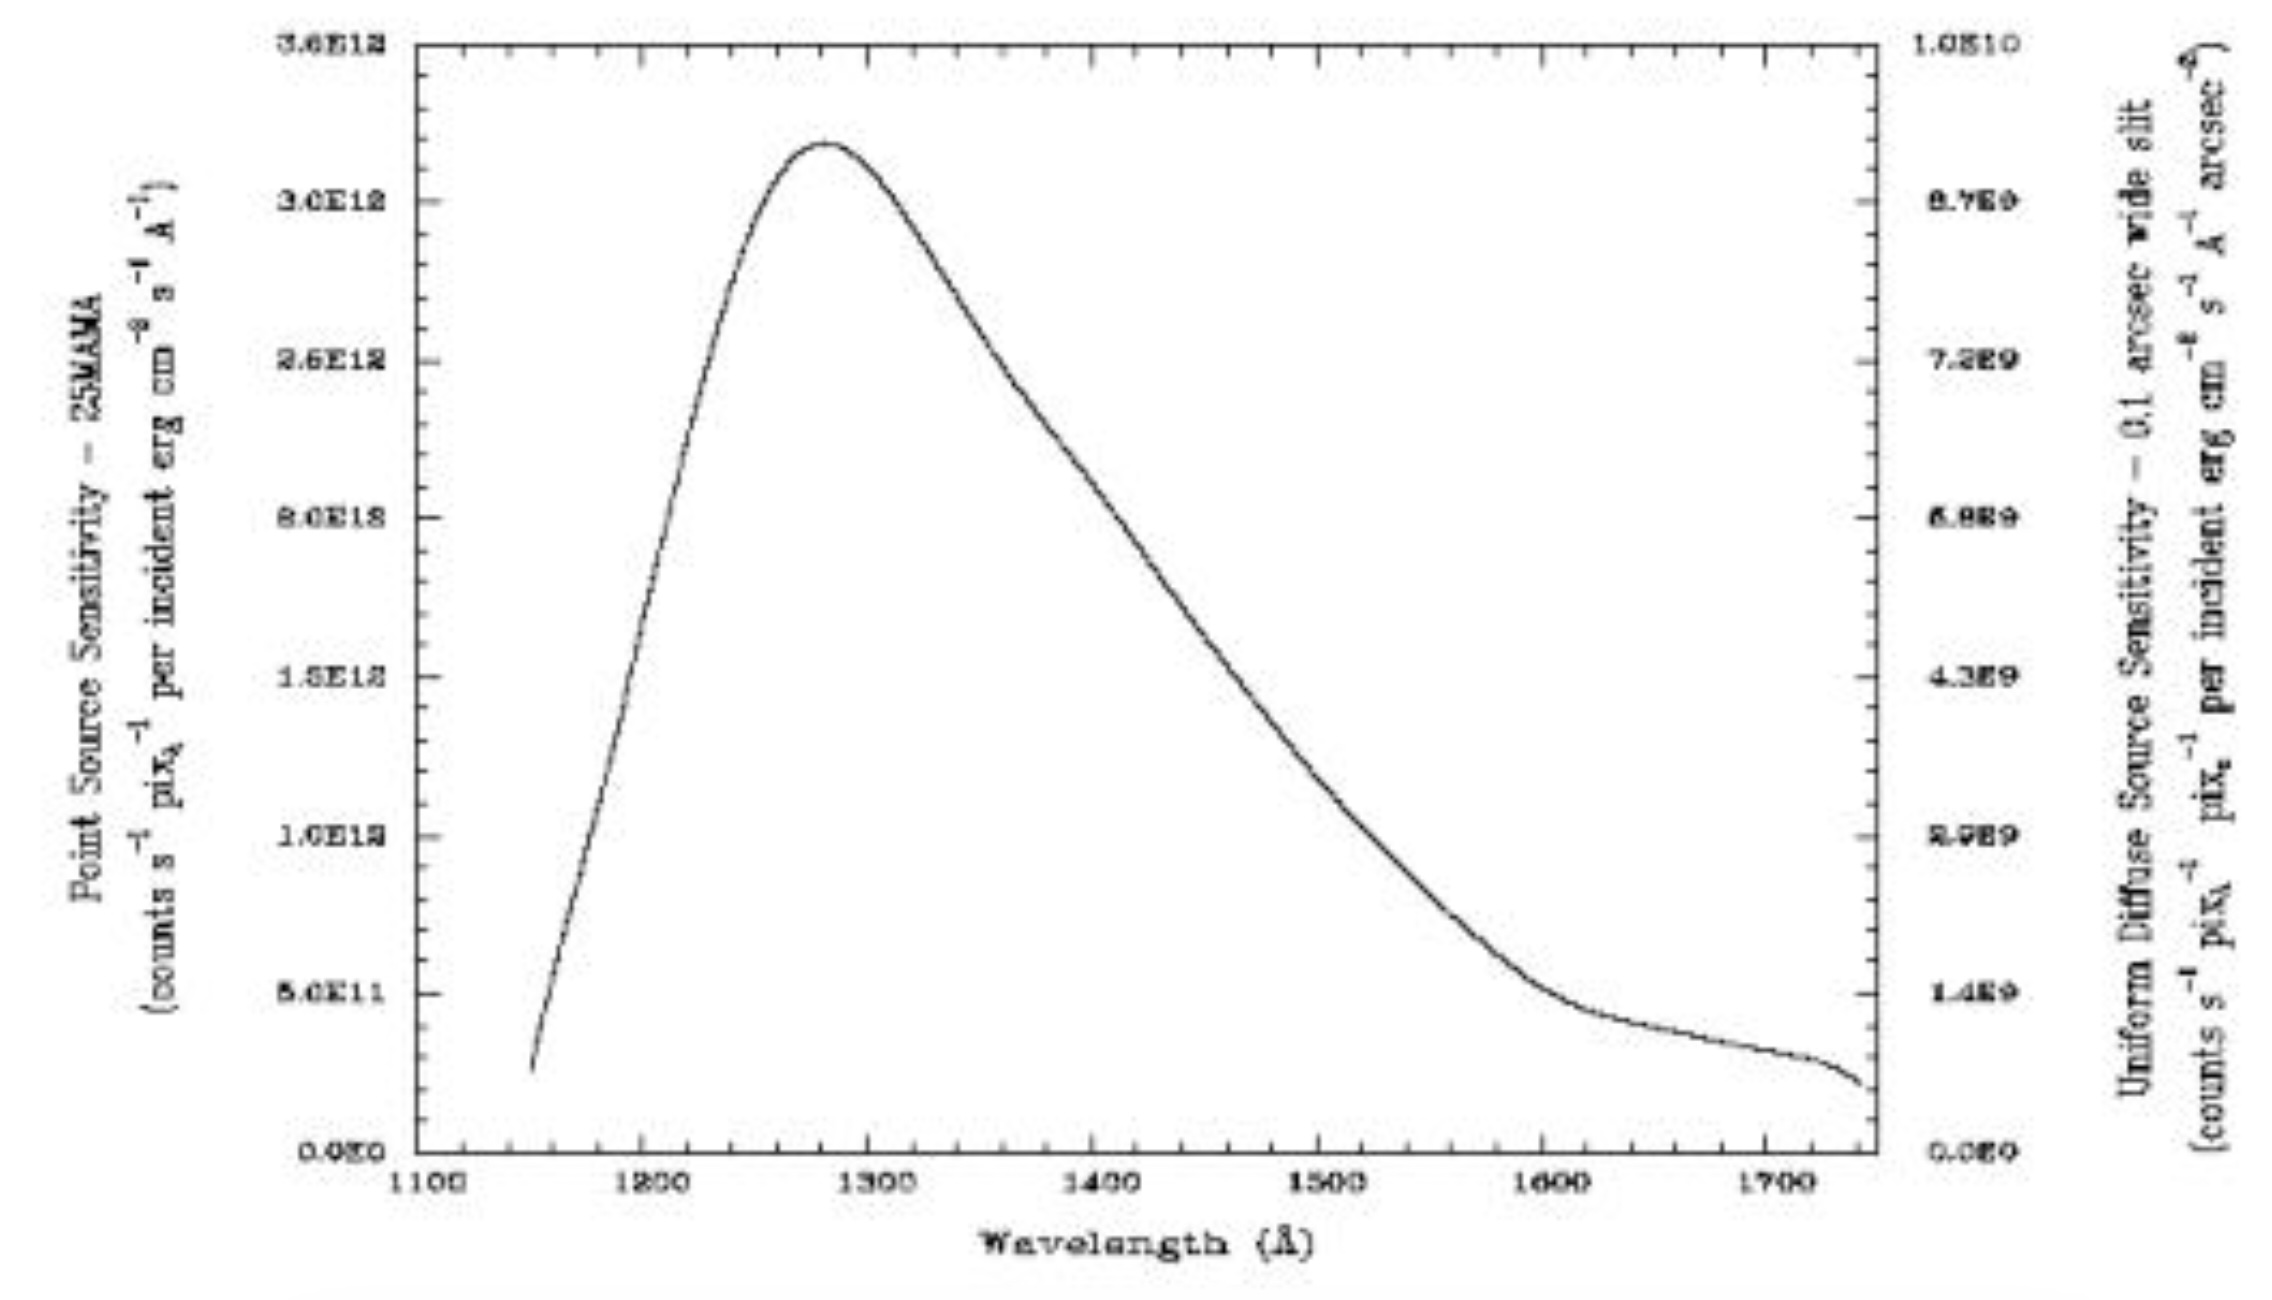 Point Source Sensitivity – 25MAMA
(counts s⁻¹ pix_λ⁻¹ per incident erg cm⁻² s⁻¹ A⁻¹)
3.5E12
3.0E12
2.5E12
2.0E12
1.5E12
1.0E12
5.0E11
0.0E0
1.0E10
8.7E9
7.2E9
5.8E9
4.3E9
2.9E9
1.4E9
0.0E9
1100 1200 1300 1400 1500 1600 1700
Wavelength (Å)
Uniform Diffuse Source Sensitivity – 0.1 arcsec wide slit
(counts s⁻¹ pix_λ⁻¹ pix_s⁻¹ per incident erg cm⁻² s⁻¹ A⁻¹ arcsec⁻²)